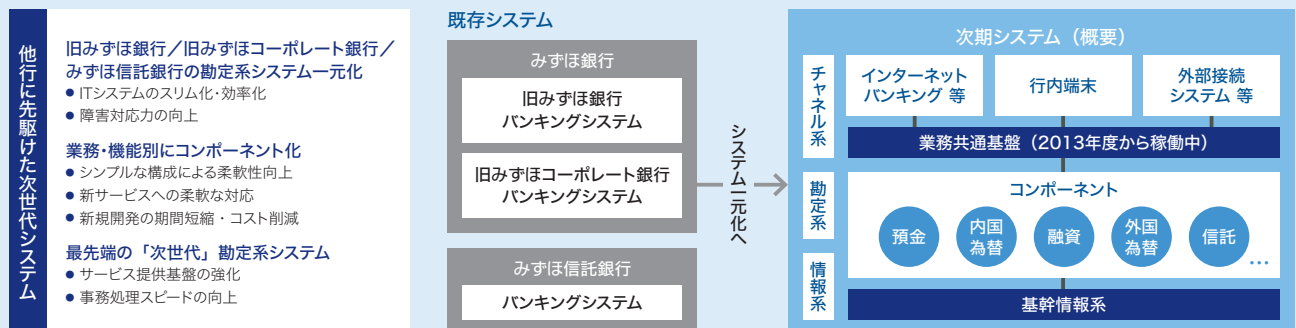 他行に先駆けた次世代システム
旧みずほ銀行／旧みずほコーポレート銀行／
みずほ信託銀行の勘定系システム一元化
● ITシステムのスリム化・効率化
● 障害対応力の向上
業務・機能別にコンポーネント化
● シンプルな構成による柔軟性向上
● 新サービスへの柔軟な対応
● 新規開発の期間短縮・コスト削減
最先端の「次世代」勘定系システム
● サービス提供基盤の強化
● 事務処理スピードの向上
既存システム
みずほ銀行
旧みずほ銀行
バンキングシステム
旧みずほコーポレート銀行
バンキングシステム
みずほ信託銀行
バンキングシステム
システム一元化へ
次期システム（概要）
チャネル系
インターネット
バンキング 等
行内端末
外部接続
システム 等
業務共通基盤（2013年度から稼働中）
勘定系
コンポーネント
預金
内国
為替
融資
外国
為替
信託
…
情報系
基幹情報系